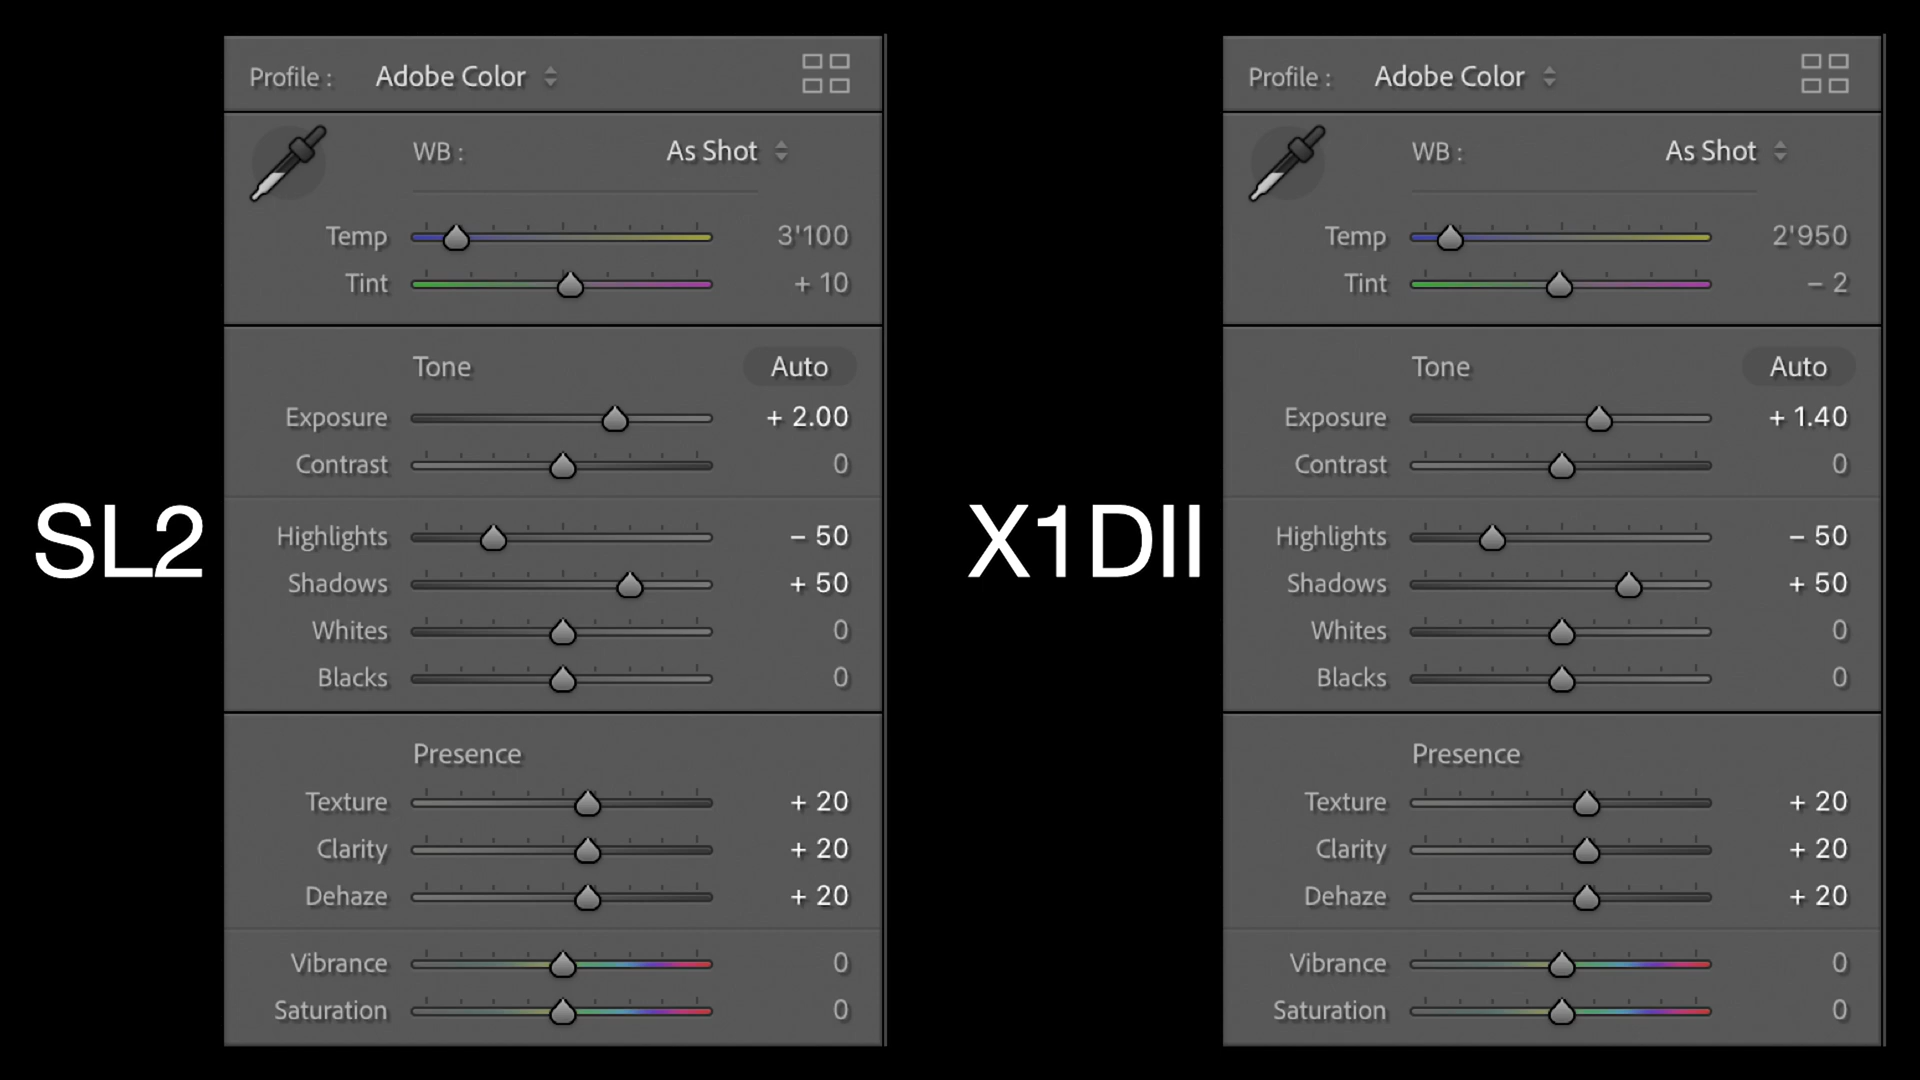 SL2
Profile : Adobe Color
WB : As Shot
Temp 3'100
Tint + 10
Tone Auto
Exposure + 2.00
Contrast 0
Highlights – 50
Shadows + 50
Whites 0
Blacks 0
Presence
Texture + 20
Clarity + 20
Dehaze + 20
Vibrance 0
Saturation 0
X1DII
Profile : Adobe Color
WB : As Shot
Temp 2'950
Tint – 2
Tone Auto
Exposure + 1.40
Contrast 0
Highlights – 50
Shadows + 50
Whites 0
Blacks 0
Presence
Texture + 20
Clarity + 20
Dehaze + 20
Vibrance 0
Saturation 0